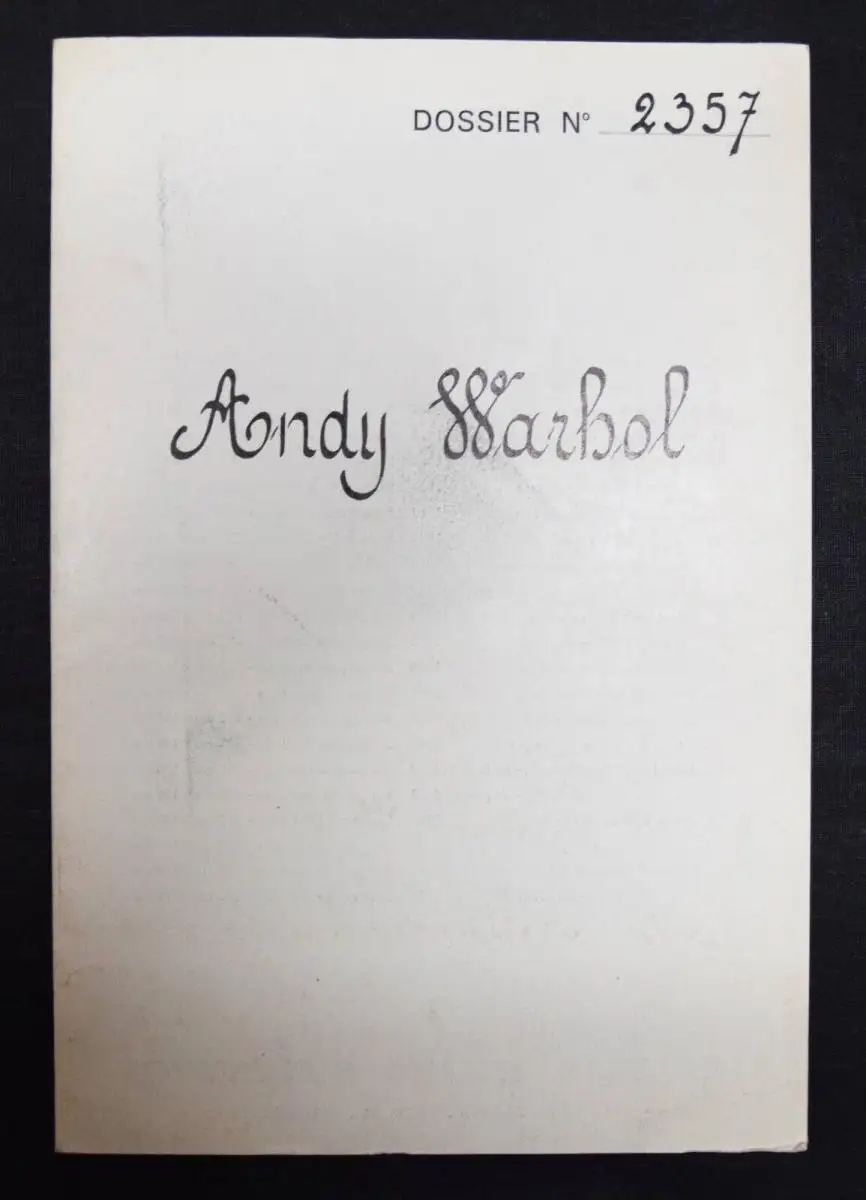 DOSSIER N° 2357
Andy Warhol